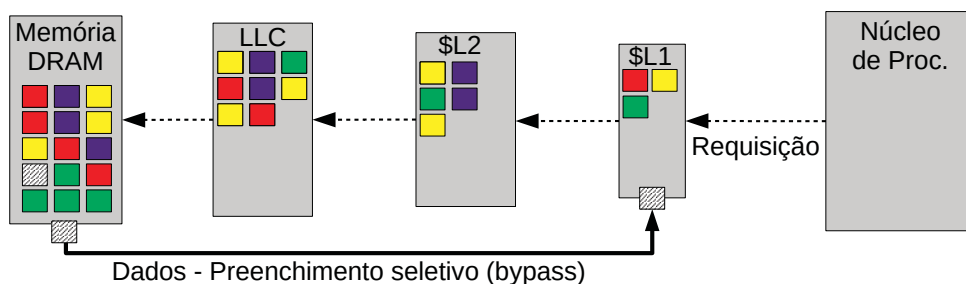 Memória
DRAM
LLC
$L2
$L1
Núcleo
de Proc.
Requisição
Dados - Preenchimento seletivo (bypass)